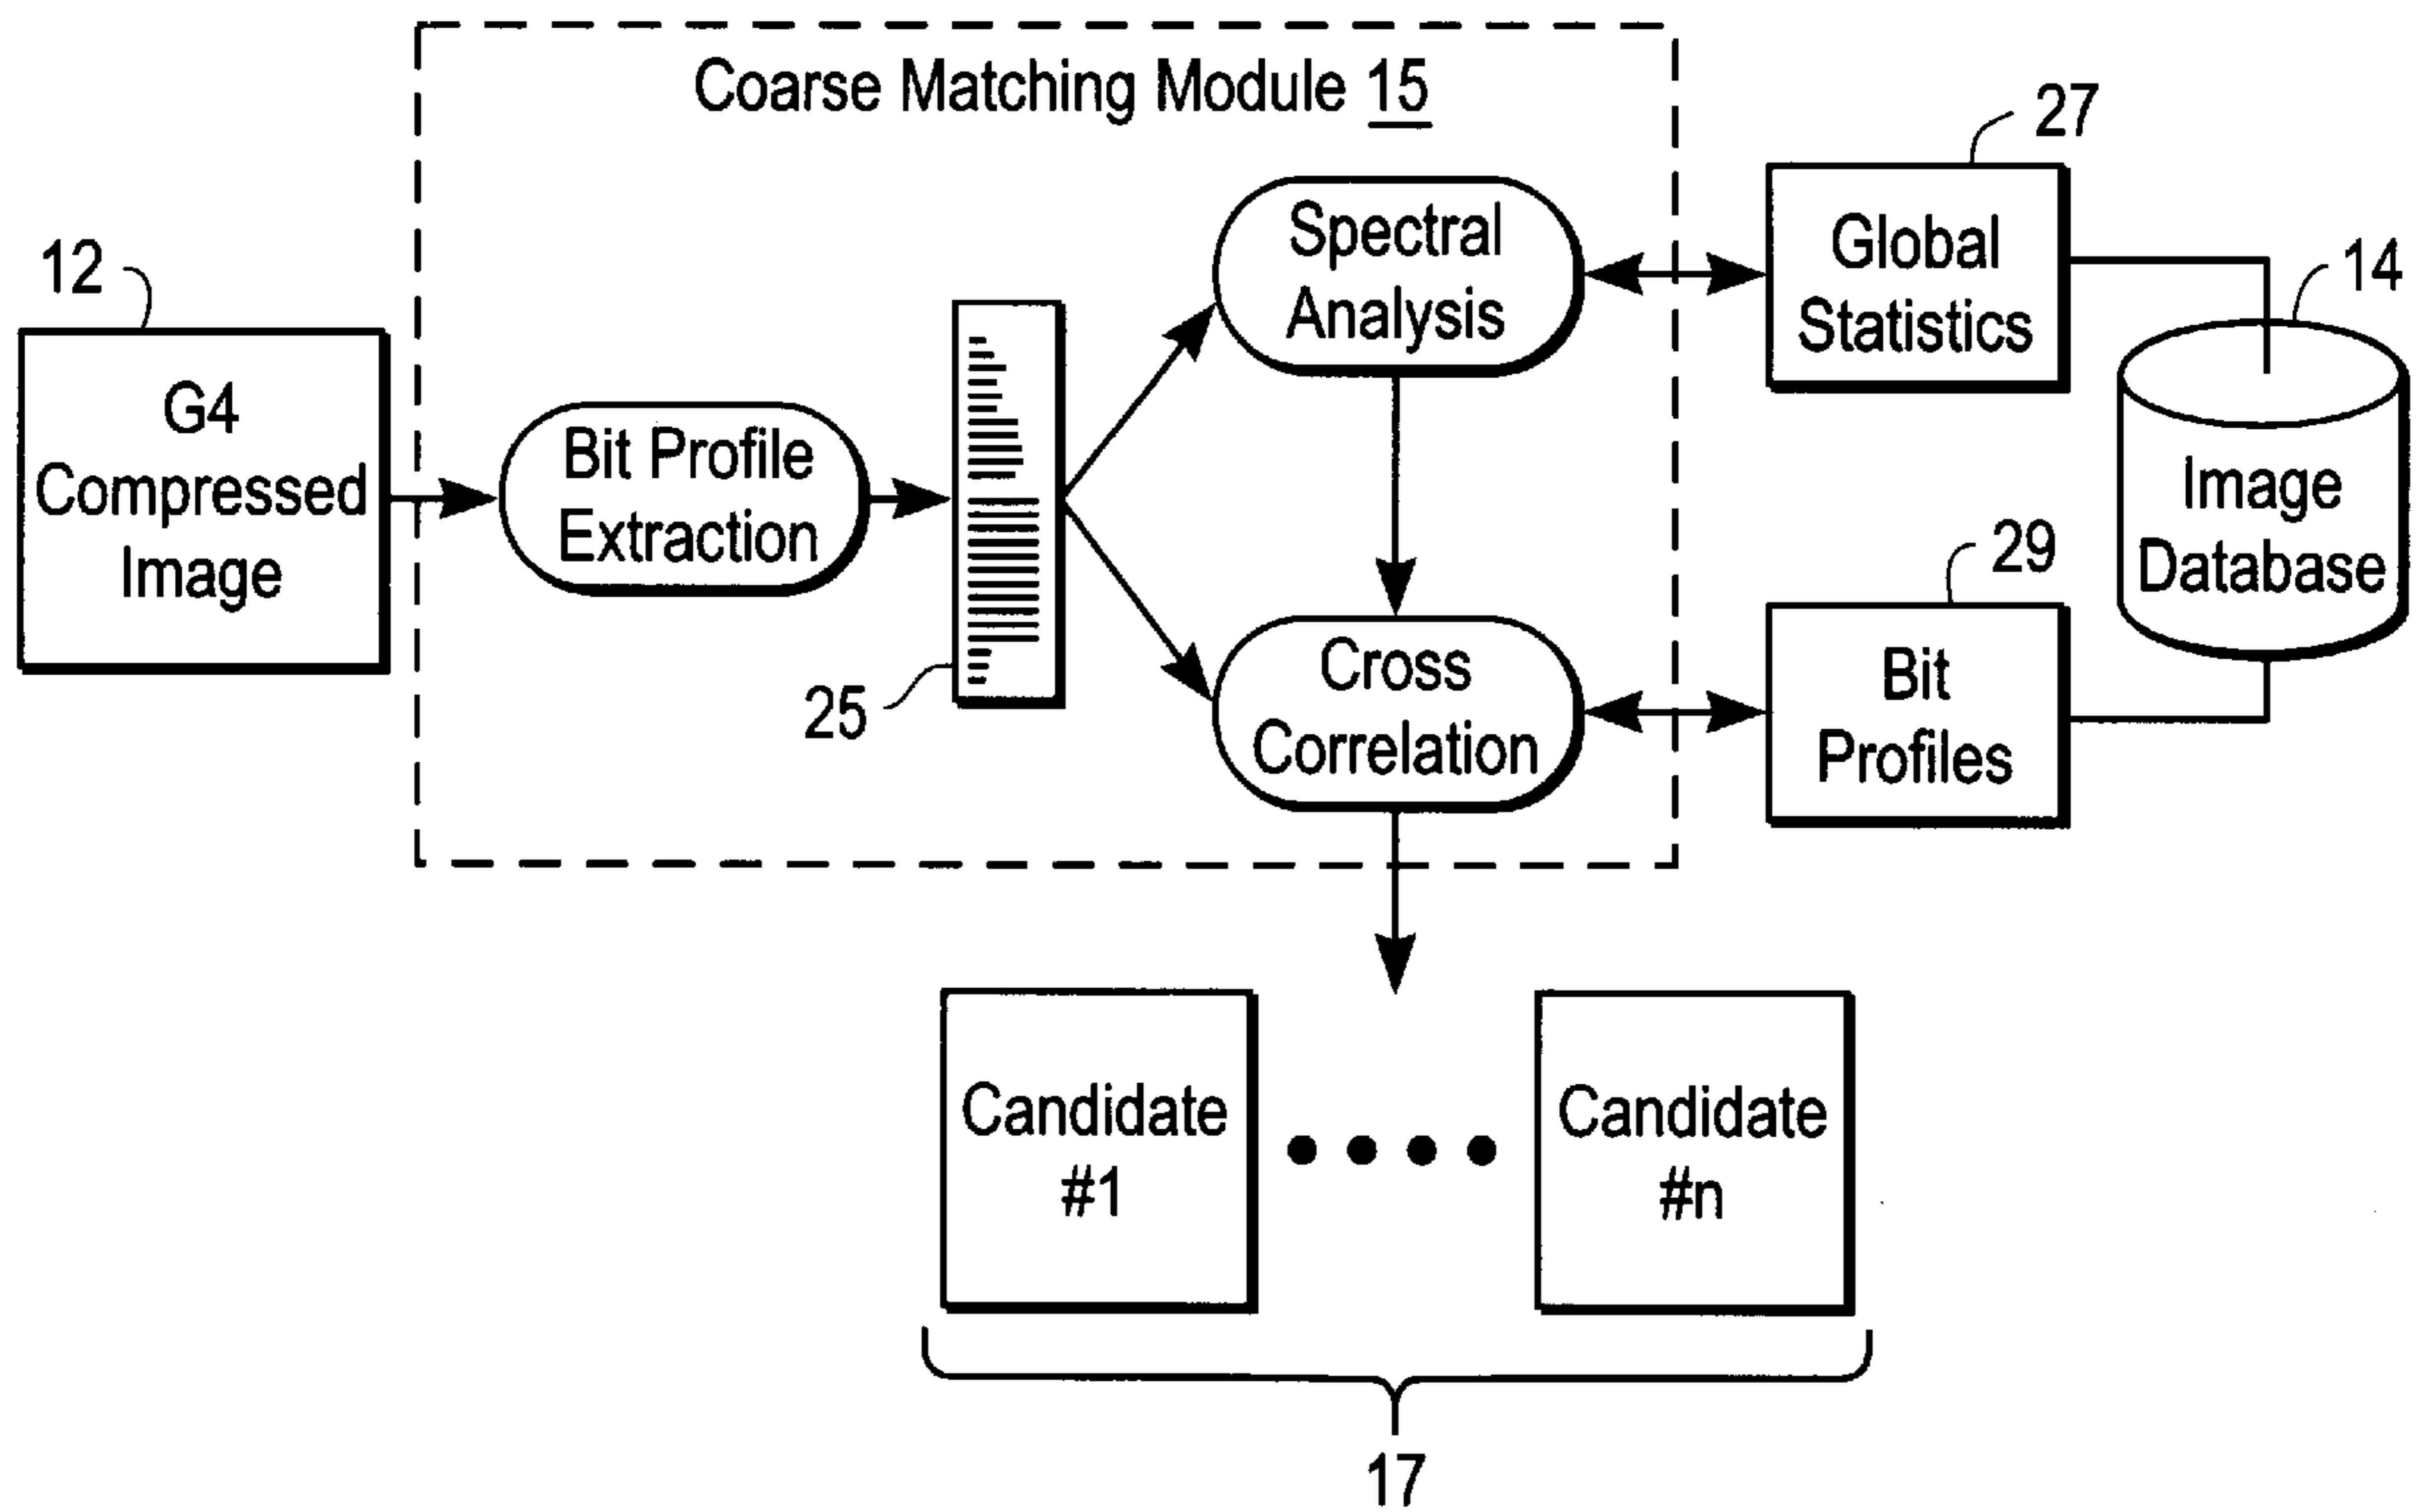 Coarse Matching Module 15
27
12
Spectral
Analysis
Global
Statistics
14
G4
Compressed
Image
Bit Profile
Extraction
Image
Database
29
25
Cross
Correlation
Bit
Profiles
Candidate
#1
Candidate
#n
17